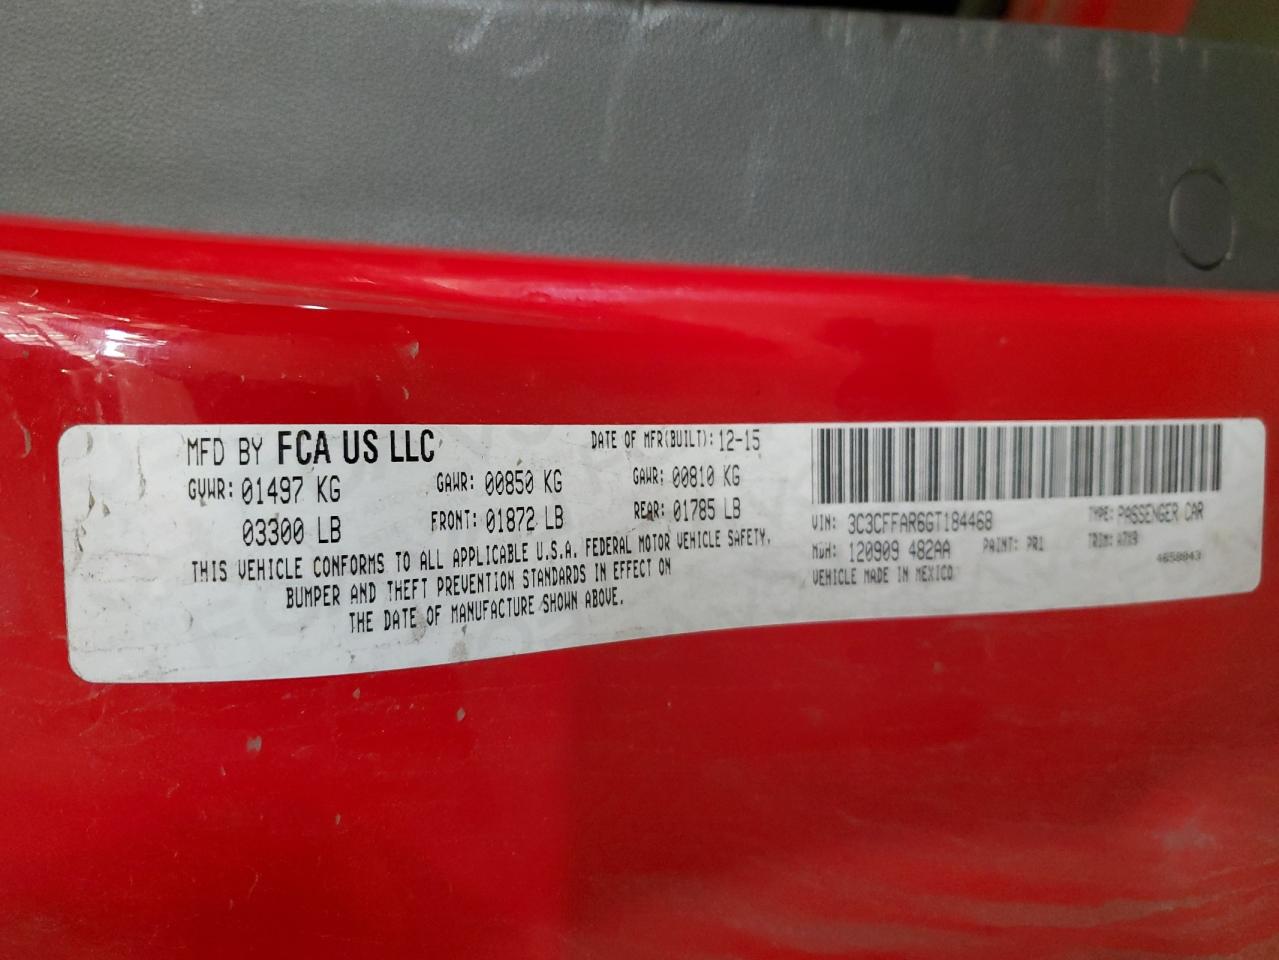 MFD BY FCA US LLC DATE OF MFR(BUILT): 12-15
GVWR: 01497 KG GAWR: 00850 KG GAWR: 00810 KG
03300 LB FRONT: 01872 LB REAR: 01785 LB
THIS VEHICLE CONFORMS TO ALL APPLICABLE U.S.A. FEDERAL MOTOR VEHICLE SAFETY,
BUMPER AND THEFT PREVENTION STANDARDS IN EFFECT ON
THE DATE OF MANUFACTURE SHOWN ABOVE.
VIN: 3C3CFFAR6GT184468 TYPE: PASSENGER CAR
MDH: 120909 482AA PAINT: PR1 TRIM:
VEHICLE MADE IN MEXICO 4658043